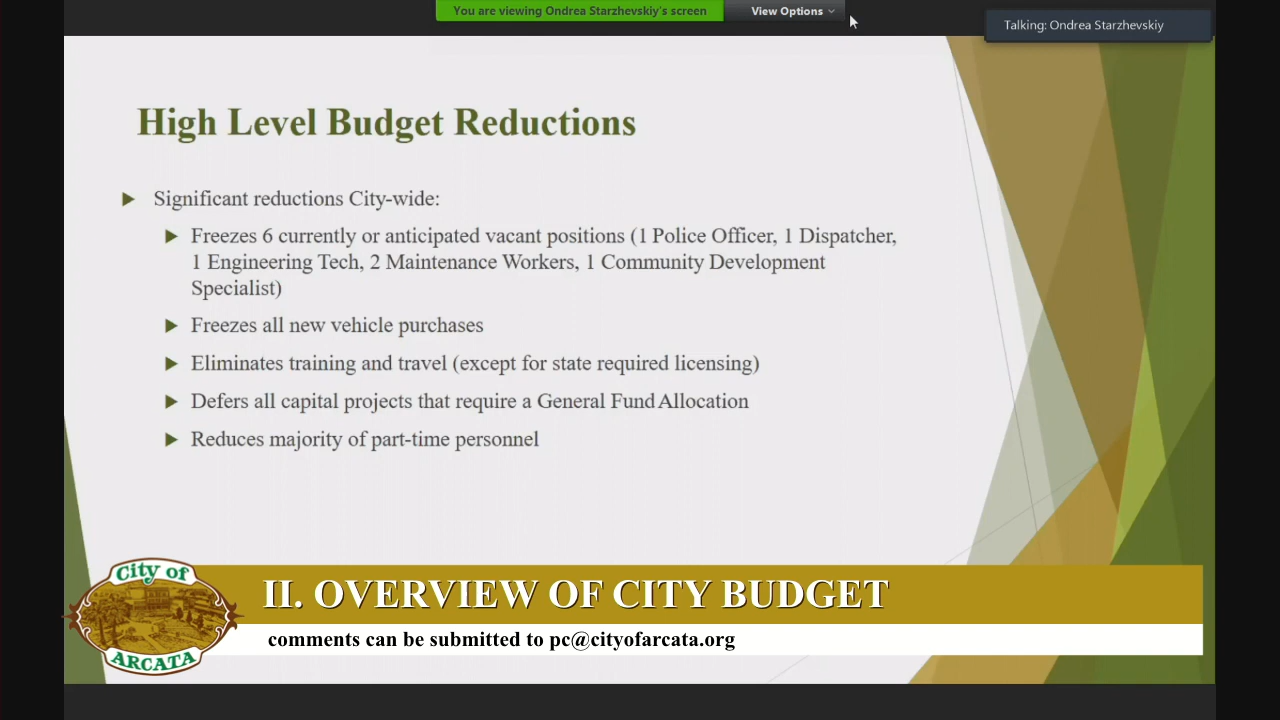 You are viewing Ondrea Starzhevskiy's screen
View Options
Talking: Ondrea Starzhevskiy
High Level Budget Reductions
Significant reductions City-wide:
Freezes 6 currently or anticipated vacant positions (1 Police Officer, 1 Dispatcher,
1 Engineering Tech, 2 Maintenance Workers, 1 Community Development
Specialist)
Freezes all new vehicle purchases
Eliminates training and travel (except for state required licensing)
Defers all capital projects that require a General Fund Allocation
Reduces majority of part-time personnel
City of
ARCATA
II. OVERVIEW OF CITY BUDGET
comments can be submitted to pc@cityofarcata.org